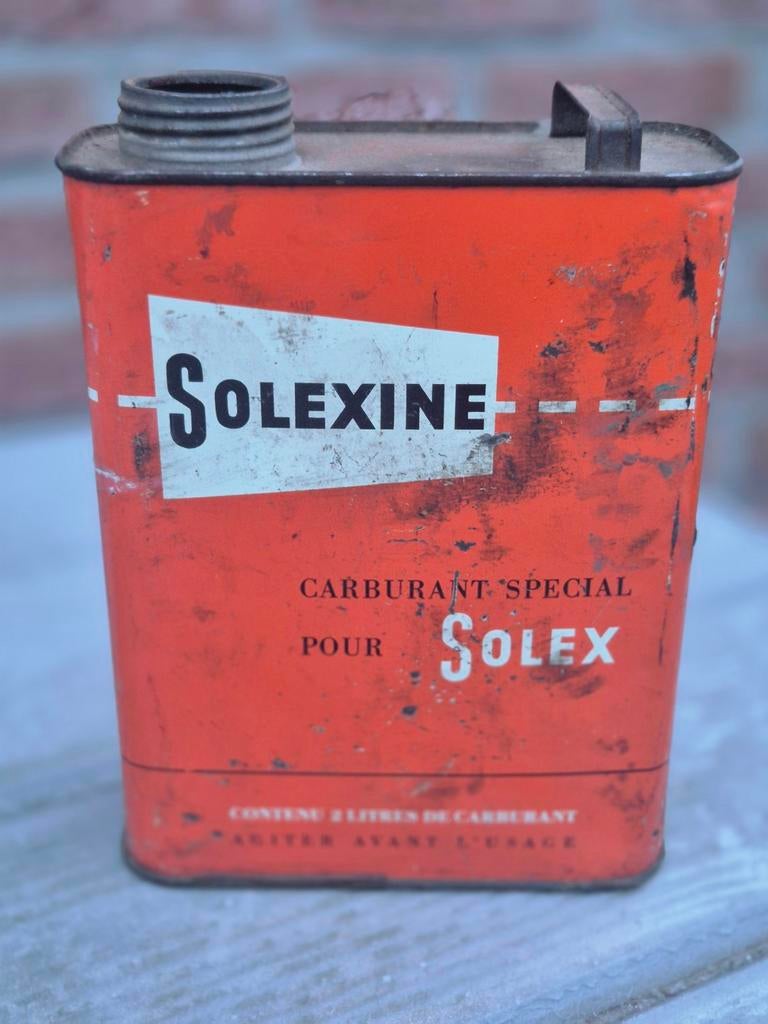 SOLEXINE
CARBURANT SPECIAL
POUR SOLEX
CONTENU 2 LITRES DE CARBURANT
AGITER AVANT L'USAGE